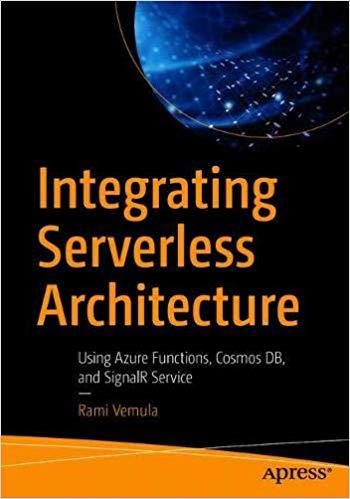 Integrating
Serverless
Architecture
Using Azure Functions, Cosmos DB,
and SignalR Service
—
Rami Vemula
Apress®